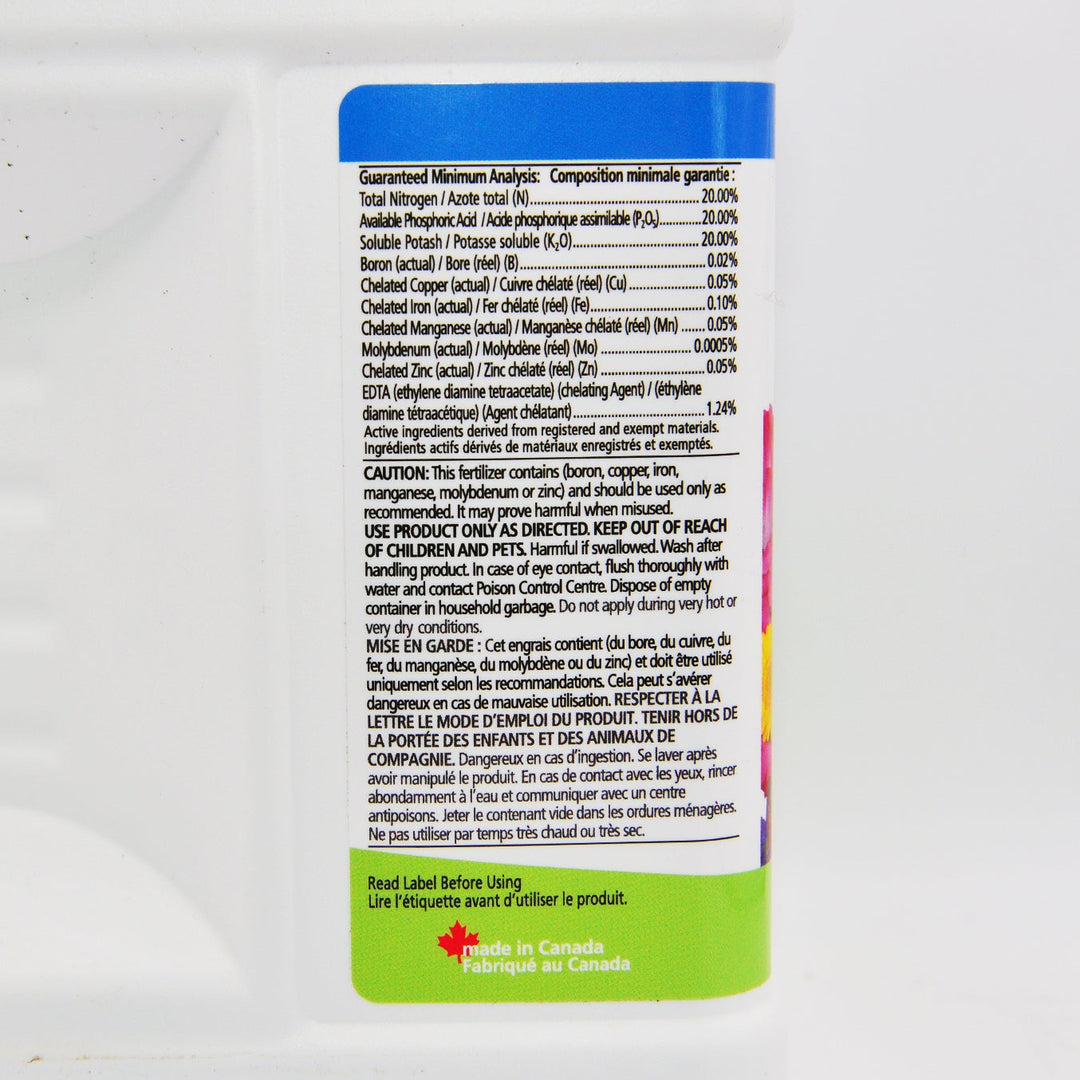 Guaranteed Minimum Analysis: Composition minimale garantie :
Total Nitrogen / Azote total (N)..................................... 20.00%
Available Phosphoric Acid / Acide phosphorique assimilable (P₂O₅).........20.00%
Soluble Potash / Potasse soluble (K₂O)........................... 20.00%
Boron (actual) / Bore (réel) (B)........................................ 0.02%
Chelated Copper (actual) / Cuivre chélaté (réel) (Cu) ................ 0.05%
Chelated Iron (actual) / Fer chélaté (réel) (Fe)......................... 0.10%
Chelated Manganese (actual) / Manganèse chélaté (réel) (Mn) ...... 0.05%
Molybdenum (actual) / Molybdène (réel) (Mo) .................... 0.0005%
Chelated Zinc (actual) / Zinc chélaté (réel) (Zn) ....................... 0.05%
EDTA (ethylene diamine tetraacetate) (chelating Agent) / (éthylène
diamine tétraacétique) (Agent chélatant)............................. 1.24%
Active ingredients derived from registered and exempt materials.
Ingrédients actifs dérivés de matériaux enregistrés et exemptés.
CAUTION: This fertilizer contains (boron, copper, iron,
manganese, molybdenum or zinc) and should be used only as
recommended. It may prove harmful when misused.
USE PRODUCT ONLY AS DIRECTED. KEEP OUT OF REACH
OF CHILDREN AND PETS. Harmful if swallowed. Wash after
handling product. In case of eye contact, flush thoroughly with
water and contact Poison Control Centre. Dispose of empty
container in household garbage. Do not apply during very hot or
very dry conditions.
MISE EN GARDE : Cet engrais contient (du bore, du cuivre, du
fer, du manganèse, du molybdène ou du zinc) et doit être utilisé
uniquement selon les recommandations. Cela peut s'avérer
dangereux en cas de mauvaise utilisation. RESPECTER À LA
LETTRE LE MODE D'EMPLOI DU PRODUIT. TENIR HORS DE
LA PORTÉE DES ENFANTS ET DES ANIMAUX DE
COMPAGNIE. Dangereux en cas d'ingestion. Se laver après
avoir manipulé le produit. En cas de contact avec les yeux, rincer
abondamment à l'eau et communiquer avec un centre
antipoisons. Jeter le contenant vide dans les ordures ménagères.
Ne pas utiliser par temps très chaud ou très sec.
Read Label Before Using
Lire l'étiquette avant d'utiliser le produit.
made in Canada
Fabriqué au Canada